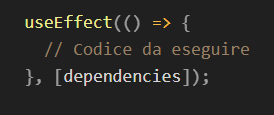 useEffect(() => {
  // Codice da eseguire
}, [dependencies]);